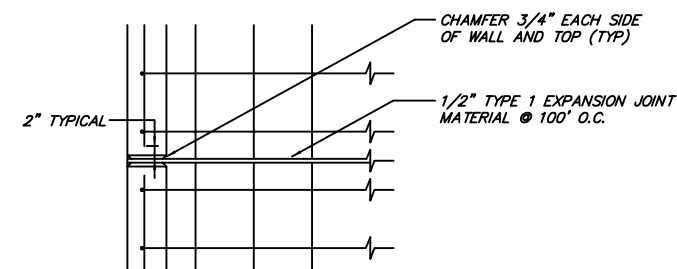 CHAMFER 3/4" EACH SIDE
OF WALL AND TOP (TYP)
1/2" TYPE 1 EXPANSION JOINT
MATERIAL @ 100' O.C.
2" TYPICAL